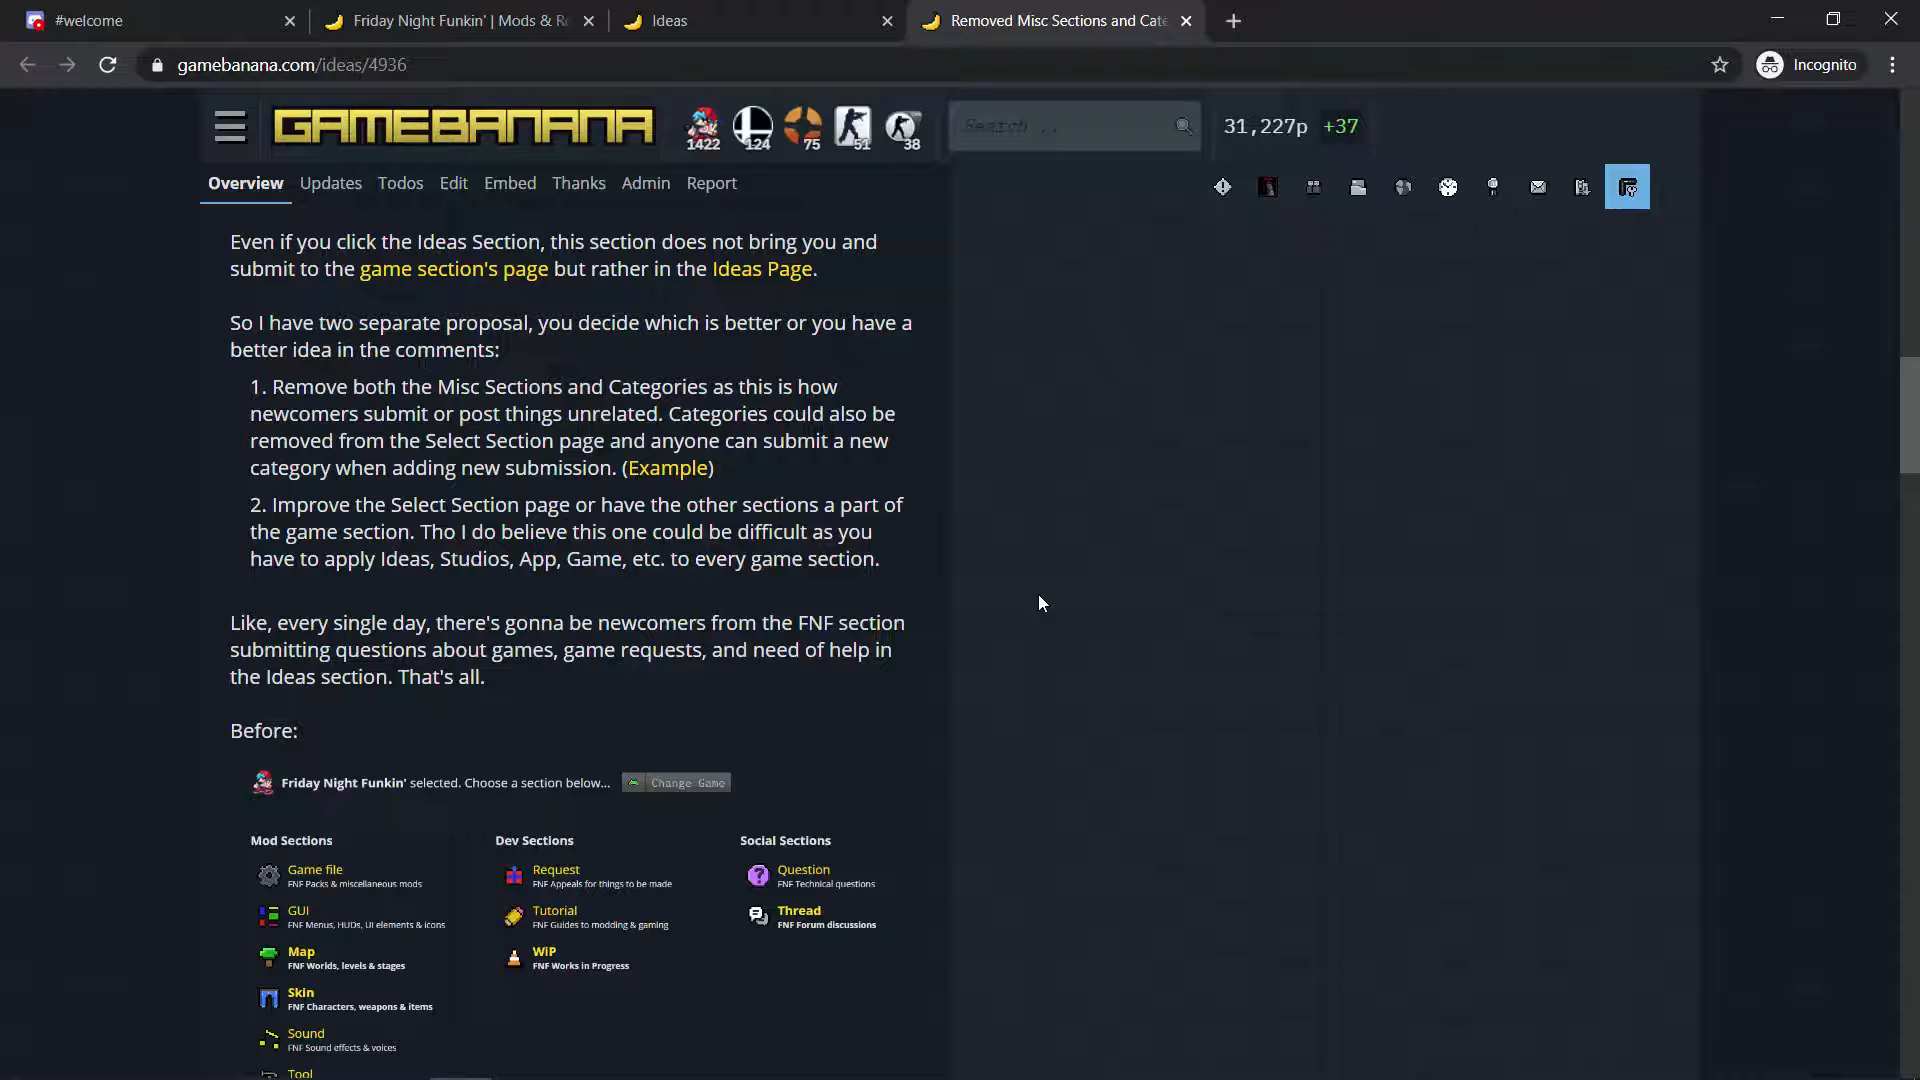 #welcome
Friday Night Funkin' | Mods & Re
Ideas
Removed Misc Sections and Cate
gamebanana.com/ideas/4936
Incognito
GAMEBANANA
1422
124
75
51
38
Search ...
31,227p +37
Overview
Updates
Todos
Edit
Embed
Thanks
Admin
Report
Even if you click the Ideas Section, this section does not bring you and
submit to the game section's page but rather in the Ideas Page.
So I have two separate proposal, you decide which is better or you have a
better idea in the comments:
1. Remove both the Misc Sections and Categories as this is how
newcomers submit or post things unrelated. Categories could also be
removed from the Select Section page and anyone can submit a new
category when adding new submission. (Example)
2. Improve the Select Section page or have the other sections a part of
the game section. Tho I do believe this one could be difficult as you
have to apply Ideas, Studios, App, Game, etc. to every game section.
Like, every single day, there's gonna be newcomers from the FNF section
submitting questions about games, game requests, and need of help in
the Ideas section. That's all.
Before:
Friday Night Funkin' selected. Choose a section below...
Change Game
Mod Sections
Game file
FNF Packs & miscellaneous mods
GUI
FNF Menus, HUDs, UI elements & icons
Map
FNF Worlds, levels & stages
Skin
FNF Characters, weapons & items
Sound
FNF Sound effects & voices
Tool
Dev Sections
Request
FNF Appeals for things to be made
Tutorial
FNF Guides to modding & gaming
WiP
FNF Works in Progress
Social Sections
Question
FNF Technical questions
Thread
FNF Forum discussions